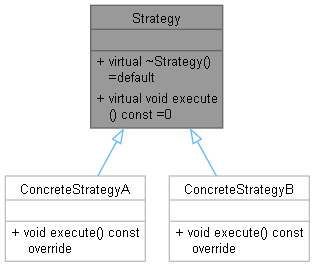 Strategy
+ virtual ~Strategy()
=default
+ virtual void execute
() const =0
ConcreteStrategyA
+ void execute() const
override
ConcreteStrategyB
+ void execute() const
override